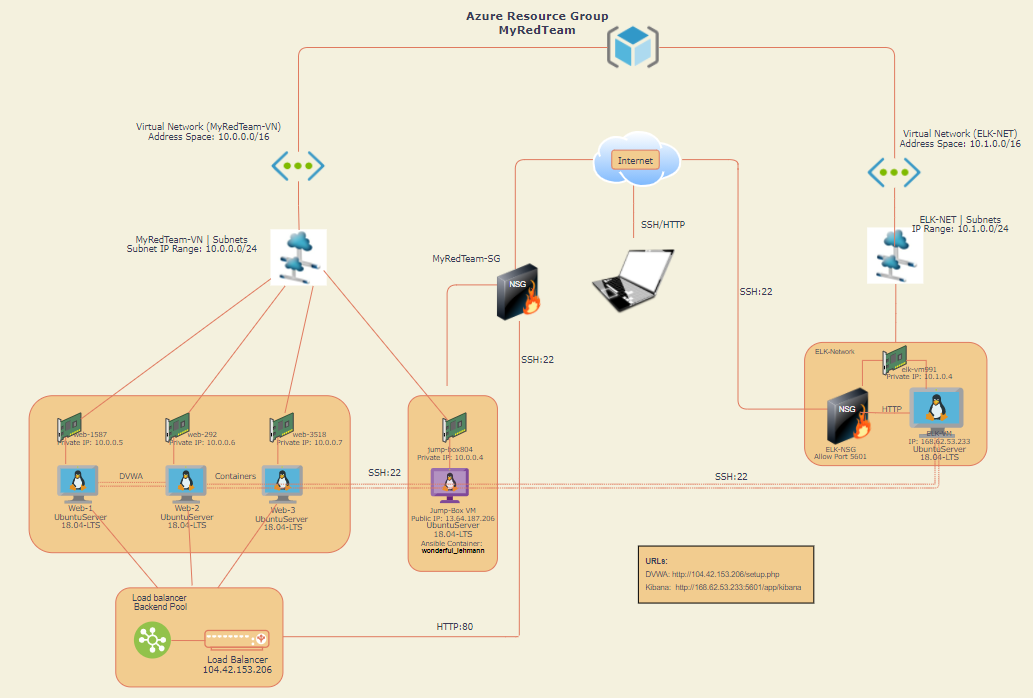 Azure Resource Group
MyRedTeam
Virtual Network (MyRedTeam-VN)
Address Space: 10.0.0.0/16
Virtual Network (ELK-NET)
Address Space: 10.1.0.0/16
Internet
SSH/HTTP
MyRedTeam-VN | Subnets
Subnet IP Range: 10.0.0.0/24
ELK-NET | Subnets
IP Range: 10.1.0.0/24
MyRedTeam-SG
NSG
SSH:22
SSH:22
ELK-Network
elk-vm991
Private IP: 10.1.0.4
NSG
HTTP
ELK-NSG
Allow Port 5601
ELK-VM
IP: 168.62.53.233
UbuntuServer
18.04-LTS
web-1587
Private IP: 10.0.0.5
web-292
Private IP: 10.0.0.6
web-3518
Private IP: 10.0.0.7
jump-box804
Private IP: 10.0.0.4
DVWA
Containers
SSH:22
SSH:22
Web-1
UbuntuServer
18.04-LTS
Web-2
UbuntuServer
18.04-LTS
Web-3
UbuntuServer
18.04-LTS
Jump-Box VM
Public IP: 13.64.187.206
UbuntuServer
18.04-LTS
Ansible Container:
wonderful_lehmann
URLs:
DVWA: http://104.42.153.206/setup.php
Kibana: http://168.62.53.233:5601/app/kibana
Load balancer
Backend Pool
HTTP:80
Load Balancer
104.42.153.206